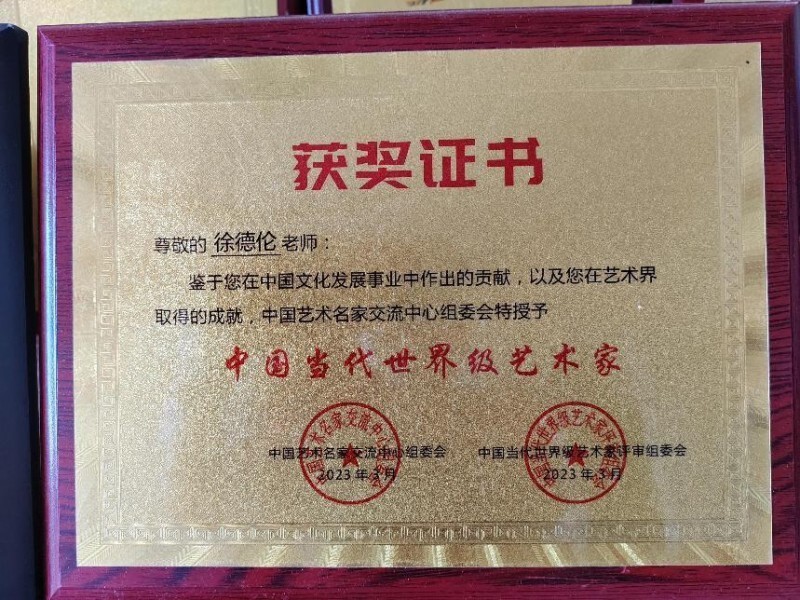 获奖证书
尊敬的 徐德伦 老师：
鉴于您在中国文化发展事业中作出的贡献，以及您在艺术界
取得的成就，中国艺术名家交流中心组委会特授予
中国当代世界级艺术家
中国艺术名家交流中心组委会
2023年3月
中国当代世界级艺术家评审组委会
2023年3月